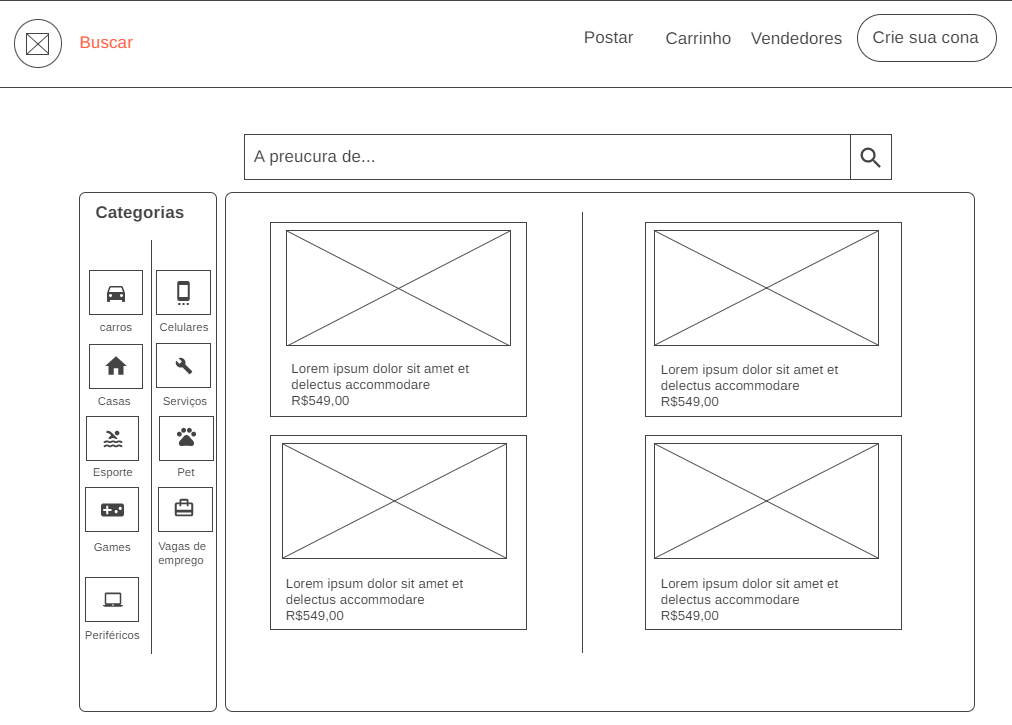 Buscar
Postar
Carrinho
Vendedores
Crie sua cona
A preucura de...
Categorias
carros
Celulares
Casas
Serviços
Esporte
Pet
Games
Vagas de
emprego
Periféricos
Lorem ipsum dolor sit amet et
delectus accommodare
R$549,00
Lorem ipsum dolor sit amet et
delectus accommodare
R$549,00
Lorem ipsum dolor sit amet et
delectus accommodare
R$549,00
Lorem ipsum dolor sit amet et
delectus accommodare
R$549,00